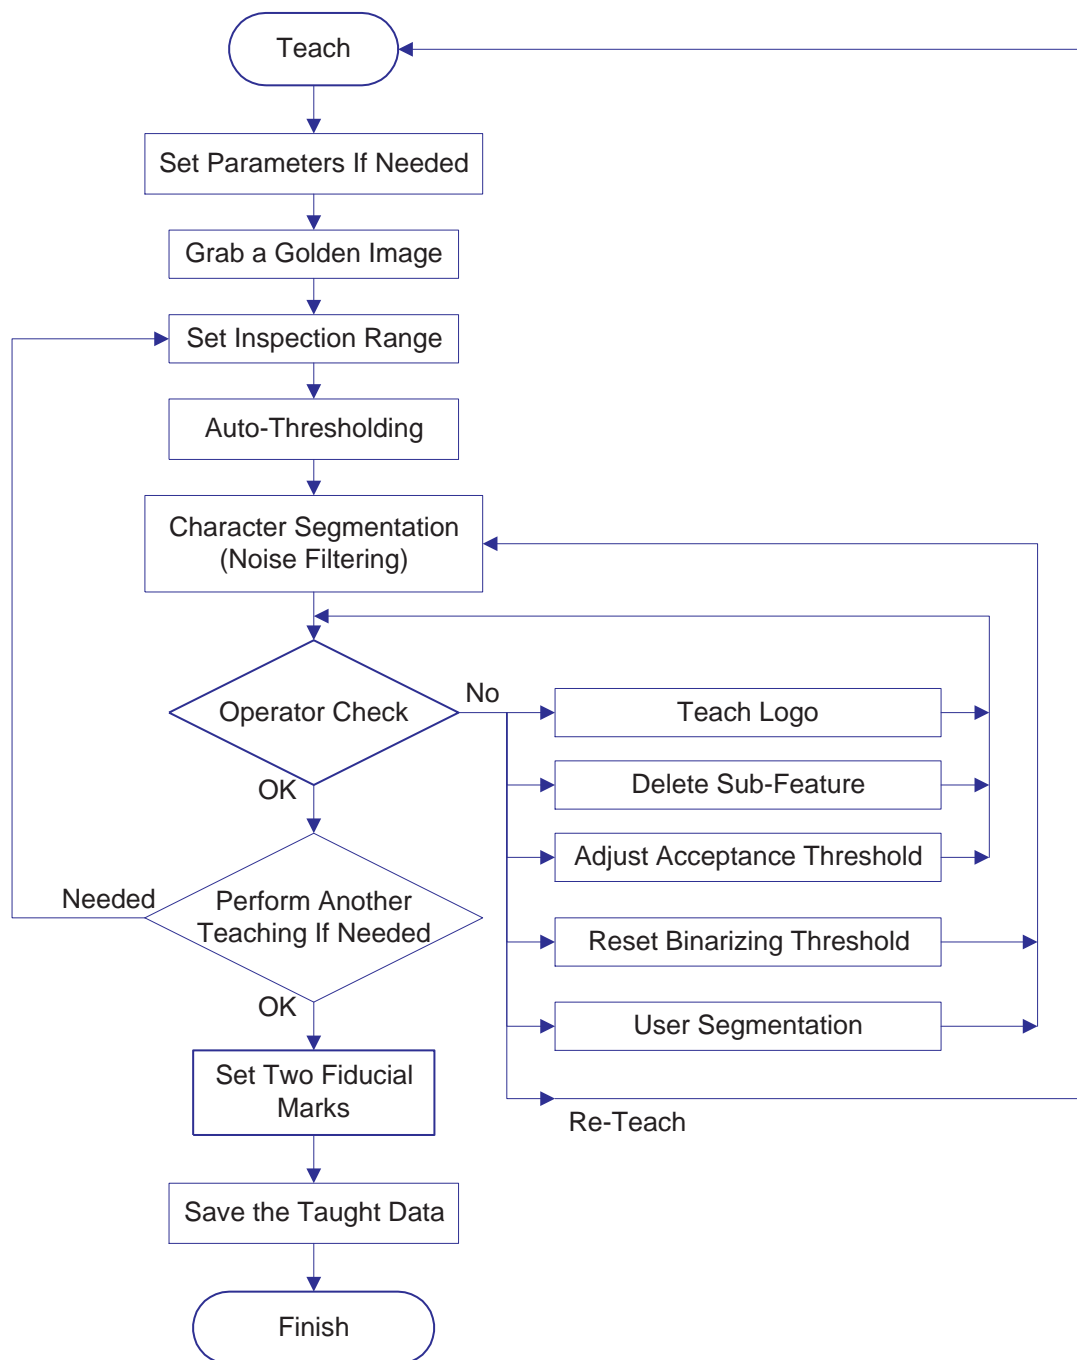 Teach
Set Parameters If Needed
Grab a Golden Image
Set Inspection Range
Auto-Thresholding
Character Segmentation
(Noise Filtering)
Operator Check
No
Teach Logo
Delete Sub-Feature
OK
Adjust Acceptance Threshold
Needed
Perform Another
Teaching If Needed
Reset Binarizing Threshold
OK
User Segmentation
Set Two Fiducial
Marks
Re-Teach
Save the Taught Data
Finish